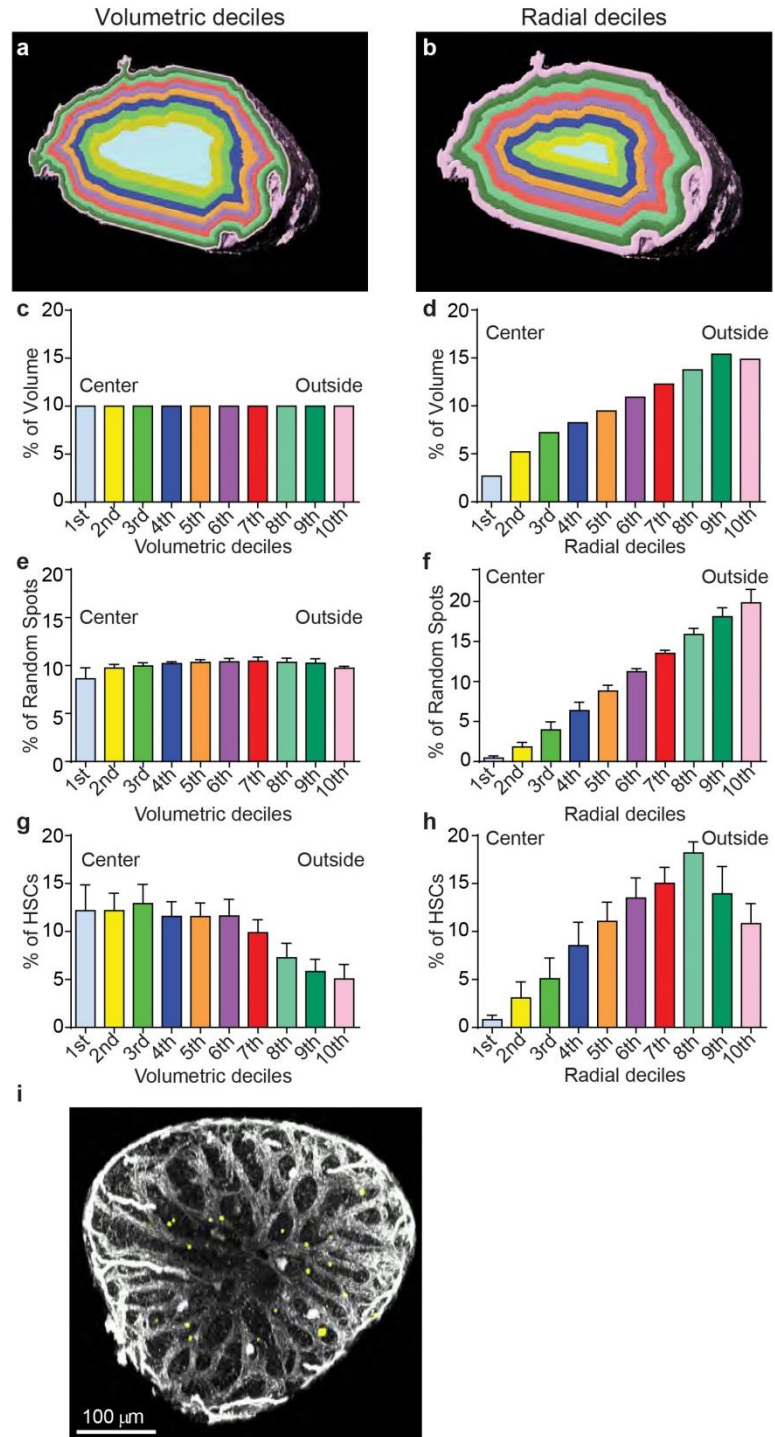 Volumetric deciles
Radial deciles
a
b
c
20
15
10
5
0
% of Volume
Center
Outside
1st
2nd
3rd
4th
5th
6th
7th
8th
9th
10th
Volumetric deciles
d
20
15
10
5
0
% of Volume
Center
Outside
1st
2nd
3rd
4th
5th
6th
7th
8th
9th
10th
Radial deciles
e
20
15
10
5
0
% of Random Spots
Center
Outside
1st
2nd
3rd
4th
5th
6th
7th
8th
9th
10th
Volumetric deciles
f
20
15
10
5
0
% of Random Spots
Center
Outside
1st
2nd
3rd
4th
5th
6th
7th
8th
9th
10th
Radial deciles
g
20
15
10
5
0
% of HSCs
Center
Outside
1st
2nd
3rd
4th
5th
6th
7th
8th
9th
10th
Volumetric deciles
h
20
15
10
5
0
% of HSCs
Center
Outside
1st
2nd
3rd
4th
5th
6th
7th
8th
9th
10th
Radial deciles
i
100 µm